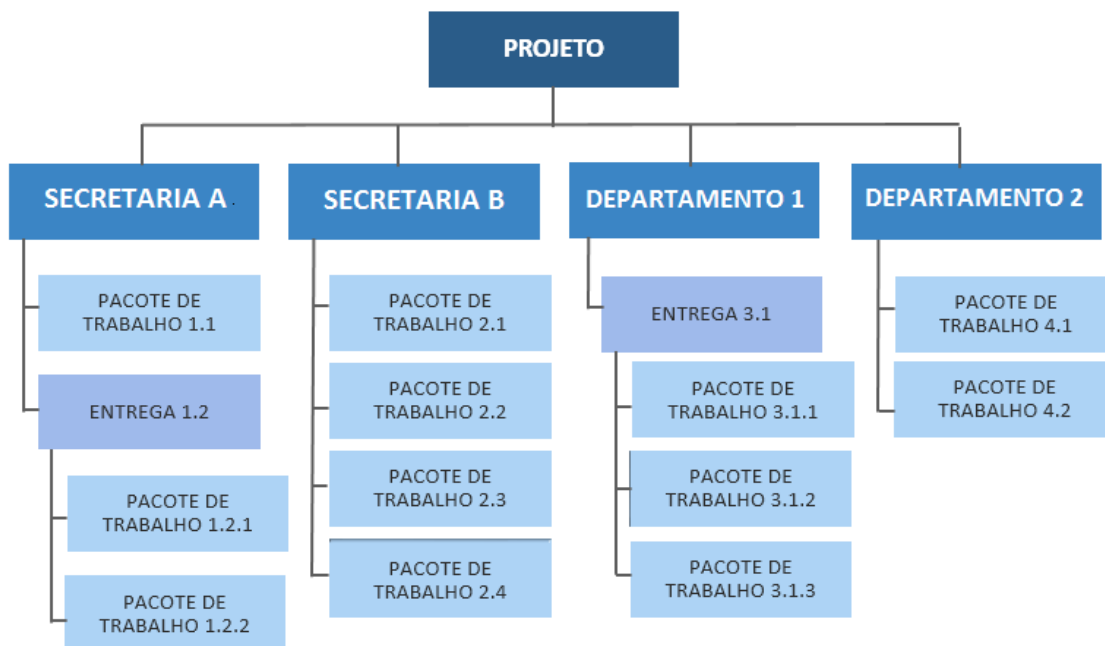 PROJETO
SECRETARIA A.
PACOTE DE
TRABALHO 1.1
ENTREGA 1.2
PACOTE DE
TRABALHO 1.2.1
PACOTE DE
TRABALHO 1.2.2
SECRETARIA B
PACOTE DE
TRABALHO 2.1
PACOTE DE
TRABALHO 2.2
PACOTE DE
TRABALHO 2.3
PACOTE DE
TRABALHO 2.4
DEPARTAMENTO 1
ENTREGA 3.1
PACOTE DE
TRABALHO 3.1.1
PACOTE DE
TRABALHO 3.1.2
PACOTE DE
TRABALHO 3.1.3
DEPARTAMENTO 2
PACOTE DE
TRABALHO 4.1
PACOTE DE
TRABALHO 4.2